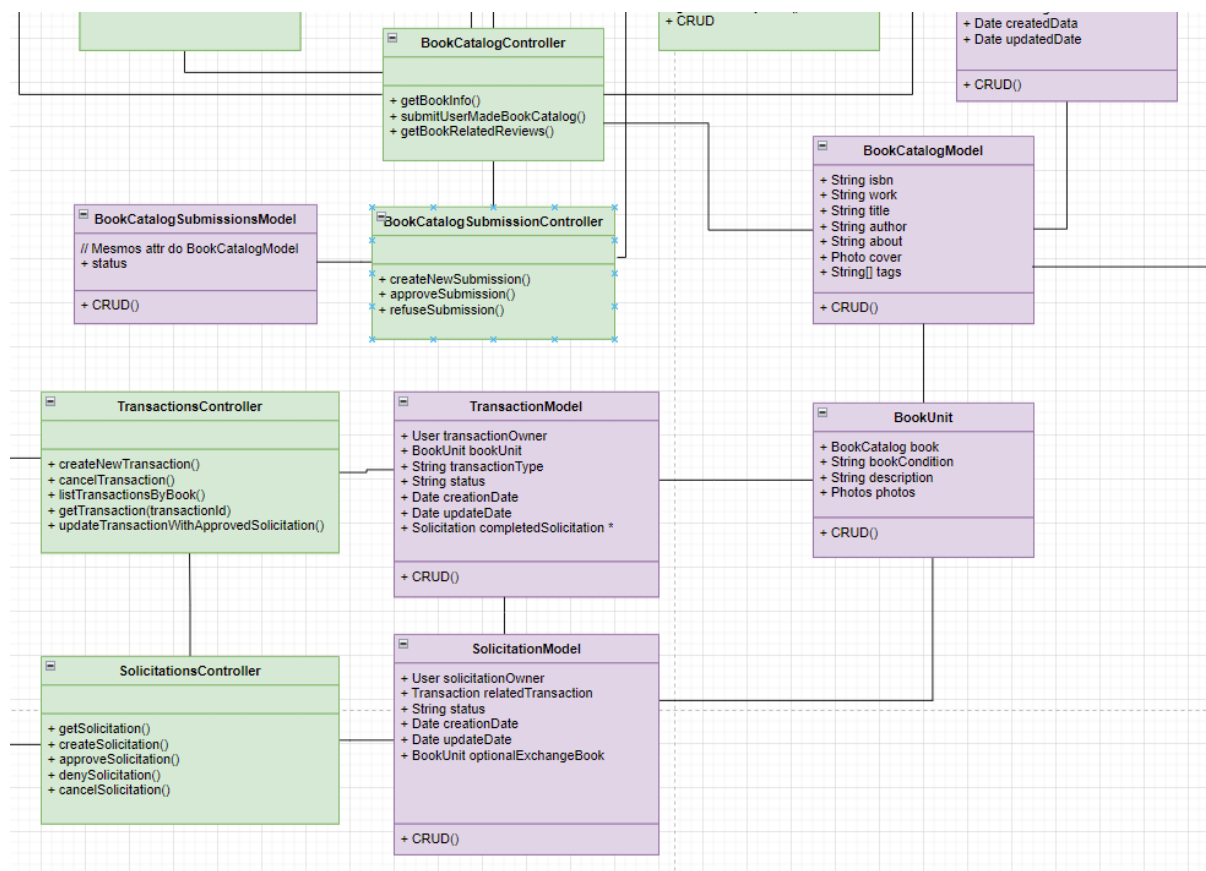 + CRUD
+ Date createdData
+ Date updatedDate
+ CRUD()
BookCatalogController
+ getBookInfo()
+ submitUserMadeBookCatalog()
+ getBookRelatedReviews()
BookCatalogModel
+ String isbn
+ String work
+ String title
+ String author
+ String about
+ Photo cover
+ String[] tags
+ CRUD()
BookCatalogSubmissionsModel
// Mesmos attr do BookCatalogModel
+ status
+ CRUD()
BookCatalogSubmissionController
+ createNewSubmission()
+ approveSubmission()
+ refuseSubmission()
TransactionsController
+ createNewTransaction()
+ cancelTransaction()
+ listTransactionsByBook()
+ getTransaction(transactionId)
+ updateTransactionWithApprovedSolicitation()
TransactionModel
+ User transactionOwner
+ BookUnit bookUnit
+ String transactionType
+ String status
+ Date creationDate
+ Date updateDate
+ Solicitation completedSolicitation *
+ CRUD()
BookUnit
+ BookCatalog book
+ String bookCondition
+ String description
+ Photos photos
+ CRUD()
SolicitationsController
+ getSolicitation()
+ createSolicitation()
+ approveSolicitation()
+ denySolicitation()
+ cancelSolicitation()
SolicitationModel
+ User solicitationOwner
+ Transaction relatedTransaction
+ String status
+ Date creationDate
+ Date updateDate
+ BookUnit optionalExchangeBook
+ CRUD()